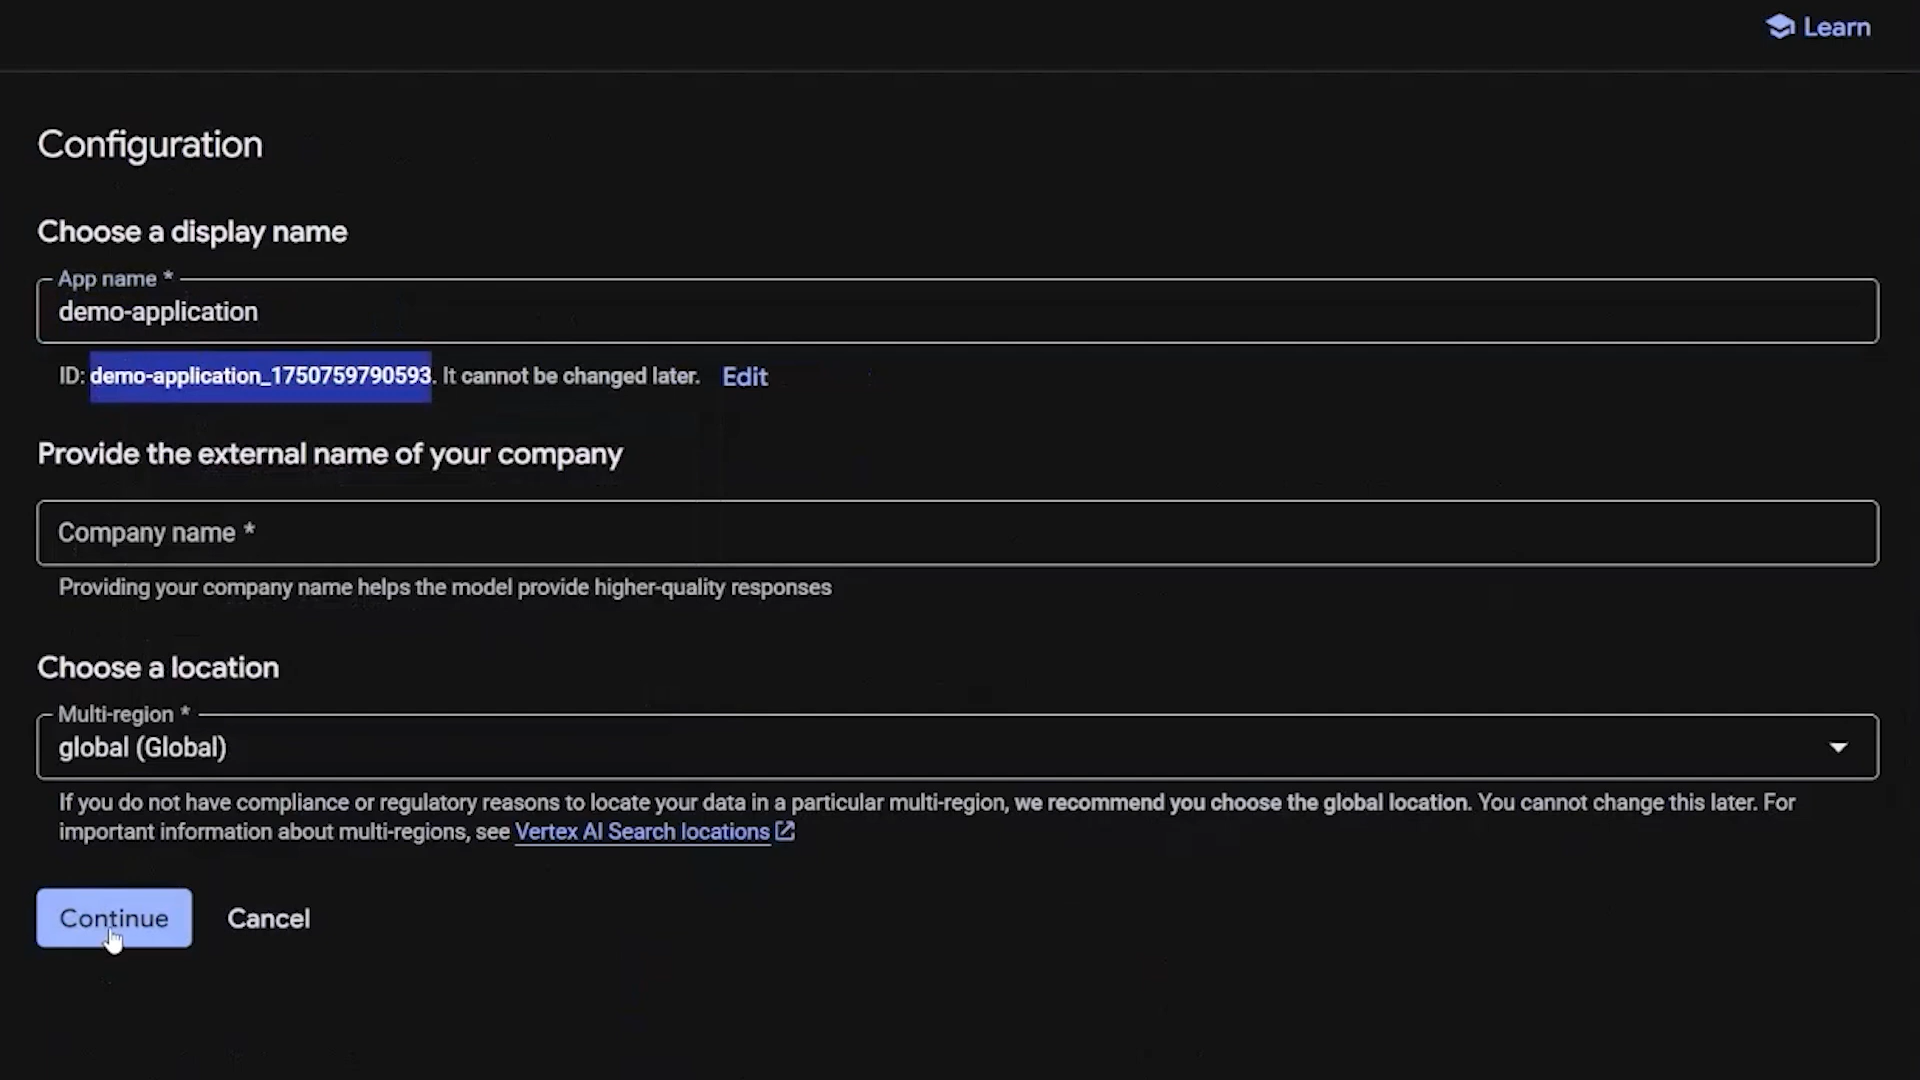 Learn
Configuration
Choose a display name
App name *
demo-application
ID: demo-application_1750759790593. It cannot be changed later. Edit
Provide the external name of your company
Company name *
Providing your company name helps the model provide higher-quality responses
Choose a location
Multi-region *
global (Global)
If you do not have compliance or regulatory reasons to locate your data in a particular multi-region, we recommend you choose the global location. You cannot change this later. For
important information about multi-regions, see Vertex AI Search locations
Continue Cancel